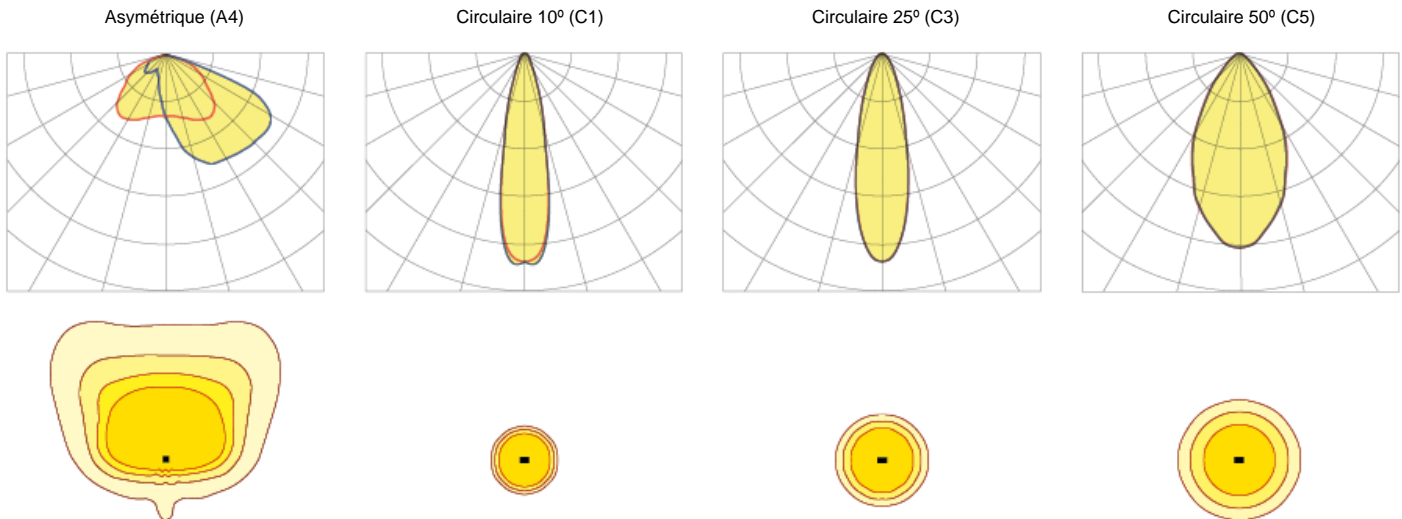 Asymétrique (A4)
Circulaire 10º (C1)
Circulaire 25º (C3)
Circulaire 50º (C5)